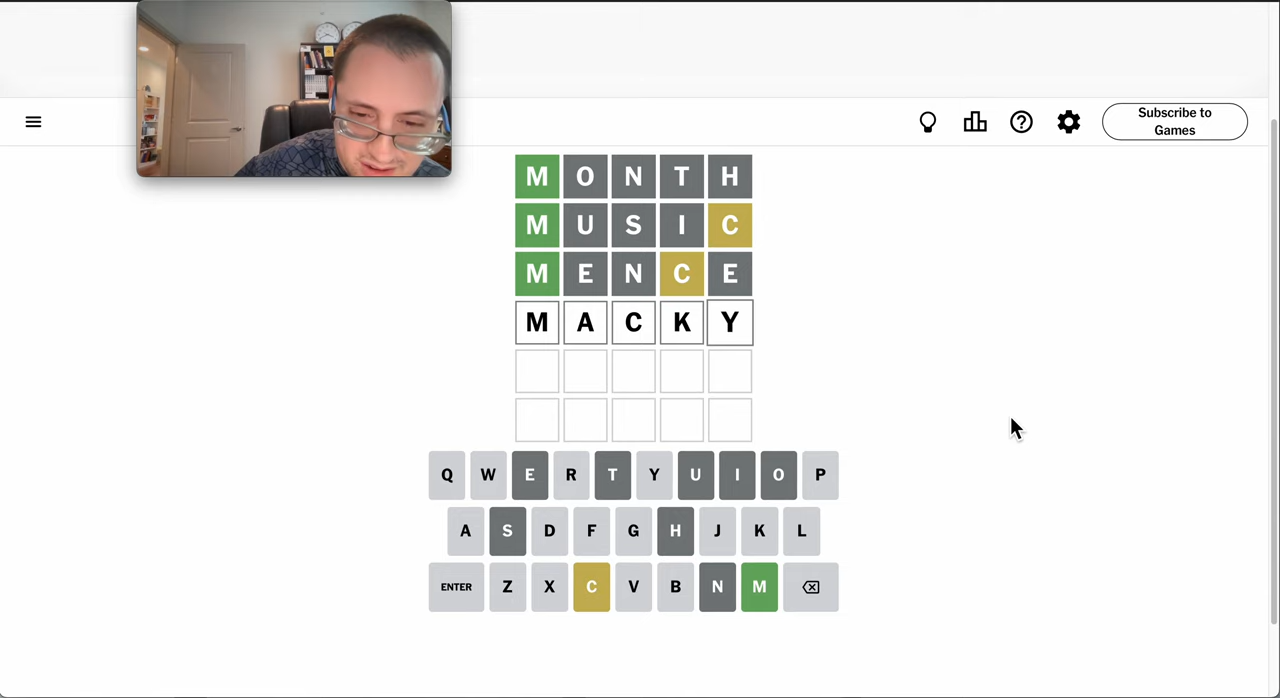 Subscribe to
Games
M O N T H
M U S I C
M E N C E
M A C K Y
Q W E R T Y U I O P
A S D F G H J K L
ENTER Z X C V B N M